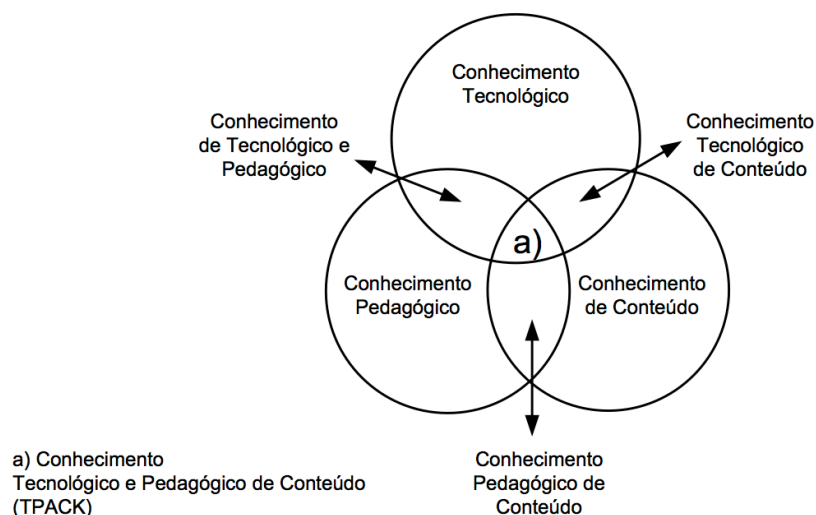 Conhecimento
Tecnológico
Conhecimento
de Tecnológico e
Pedagógico
Conhecimento
Tecnológico
de Conteúdo
a)
Conhecimento
Pedagógico
Conhecimento
de Conteúdo
a) Conhecimento
Tecnológico e Pedagógico de Conteúdo
(TPACK)
Conhecimento
Pedagógico de
Conteúdo